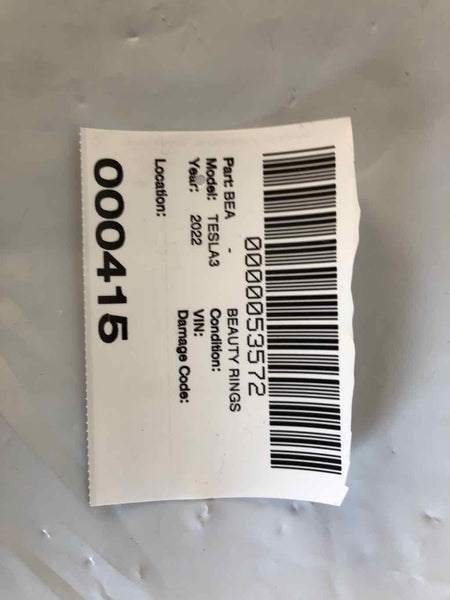 0000053572
Part: BEA - BEAUTY RINGS
Model: TESLA3 Condition:
Year: 2022 VIN:
Damage Code:
Location:
000415